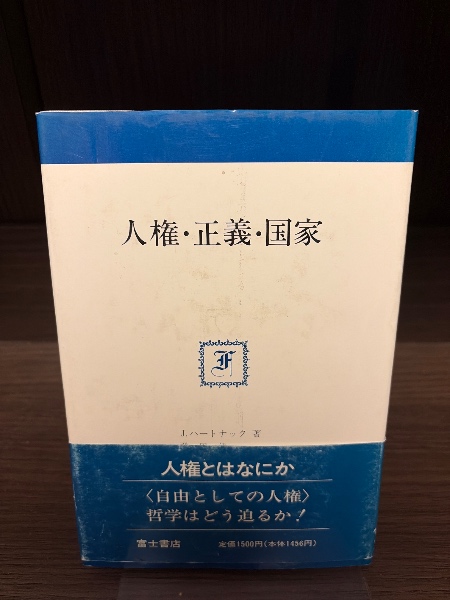 人権・正義・国家
F
J.ハートナック 著
人権とはなにか
〈自由としての人権〉
哲学はどう迫るか!
富士書店 定価1500円(本体1456円)